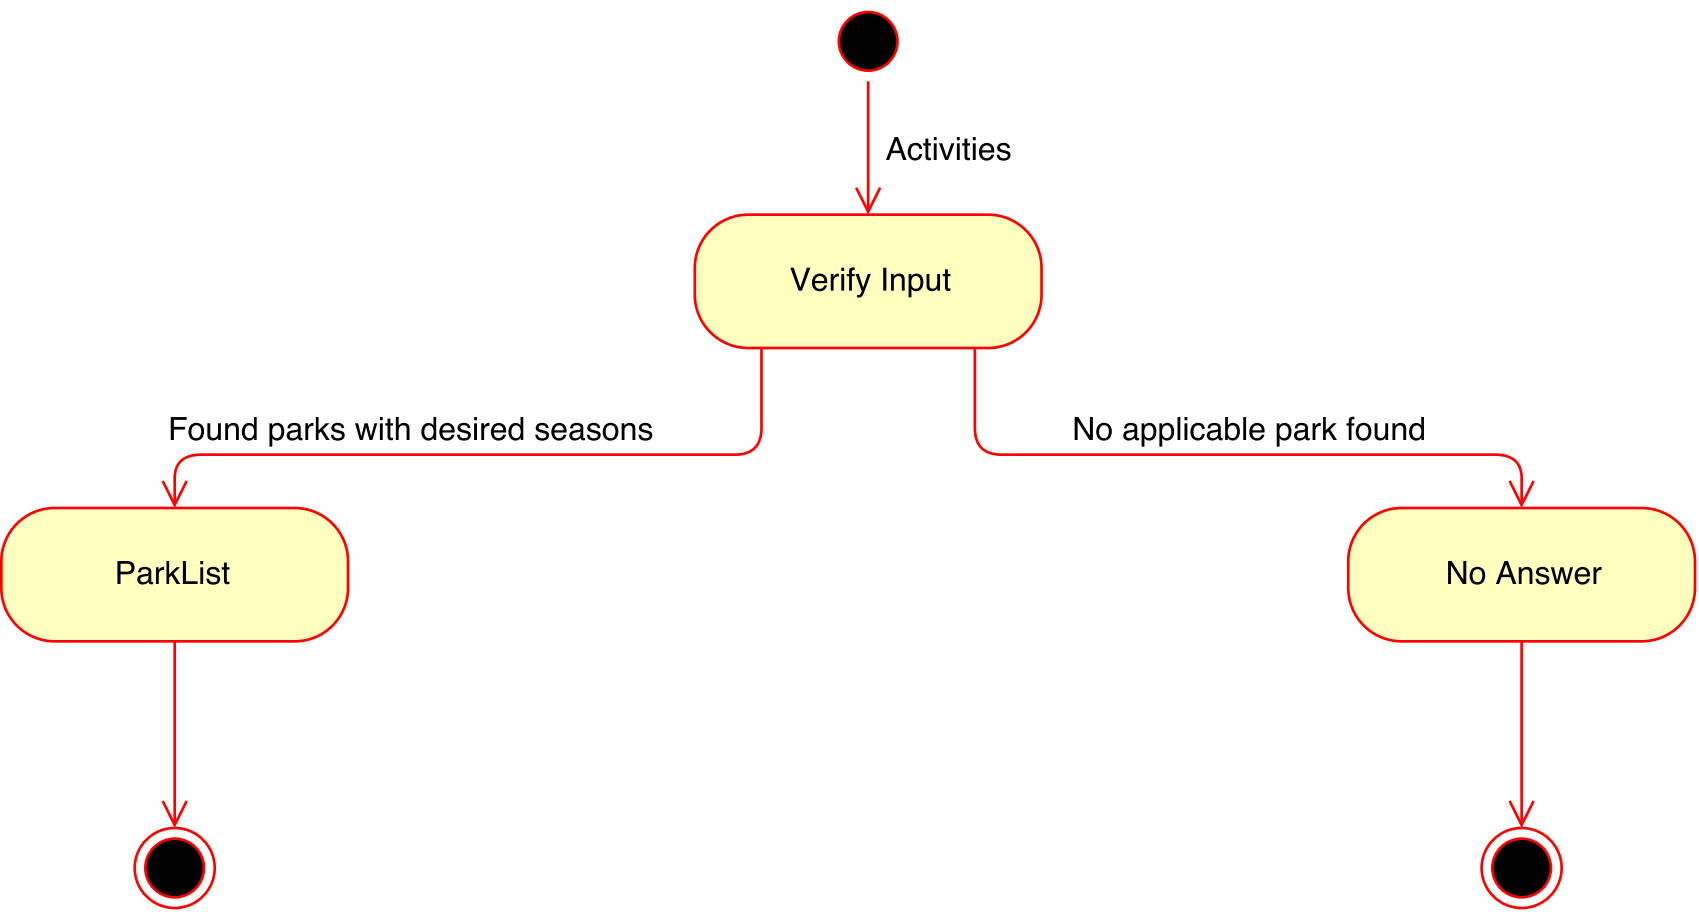 Activities
Verify Input
Found parks with desired seasons
No applicable park found
ParkList
No Answer